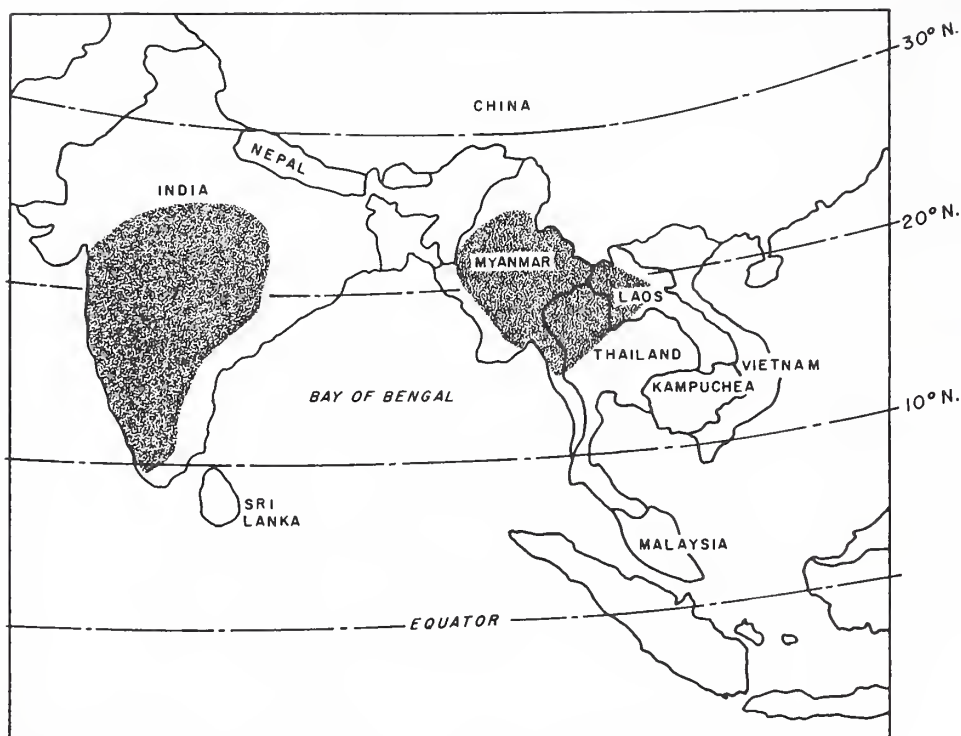 30° N.
CHINA
NEPAL
INDIA
20° N.
MYANMAR
LAOS
THAILAND
VIETNAM
KAMPUCHEA
BAY OF BENGAL
10° N.
SRI
LANKA
MALAYSIA
EQUATOR